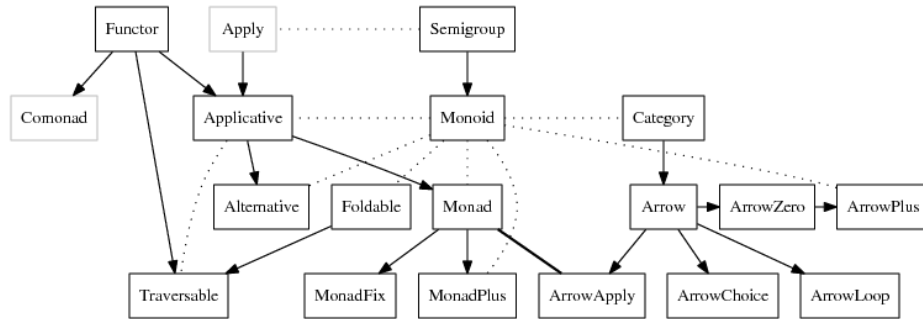 Functor
Apply
Semigroup
Comonad
Applicative
Monoid
Category
Alternative
Foldable
Monad
Arrow
ArrowZero
ArrowPlus
Traversable
MonadFix
MonadPlus
ArrowApply
ArrowChoice
ArrowLoop